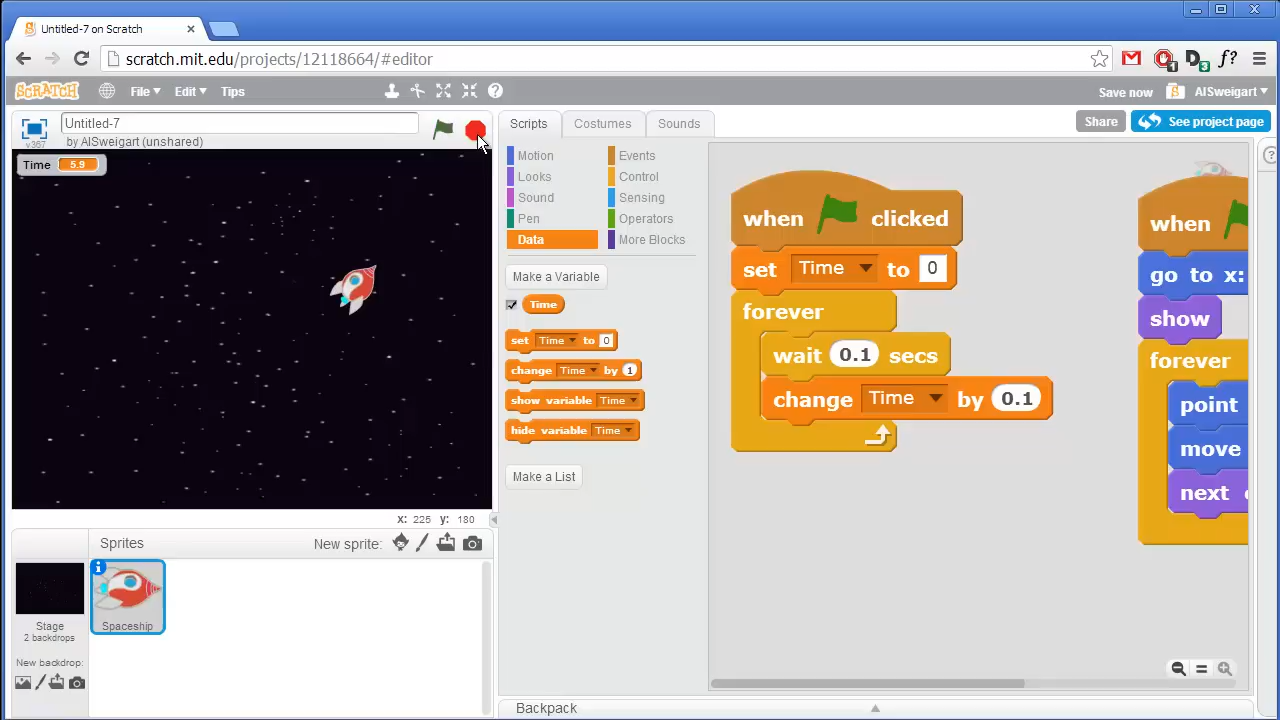 Untitled-7 on Scratch
scratch.mit.edu/projects/12118664/#editor
1
D
3
f?
SCRATCH
File
Edit
Tips
Save now
AlSweigart
v367
Untitled-7
by AlSweigart (unshared)
Scripts
Costumes
Sounds
Share
See project page
Time 5.9
Motion
Events
Looks
Control
Sound
Sensing
Pen
Operators
Data
More Blocks
Make a Variable
Time
set Time to 0
change Time by 1
show variable Time
hide variable Time
Make a List
when clicked
set Time to 0
forever
wait 0.1 secs
change Time by 0.1
when
go to x:
show
forever
point
move
next
x: 225 y: 180
Sprites
New sprite:
Stage
2 backdrops
New backdrop:
Spaceship
Backpack